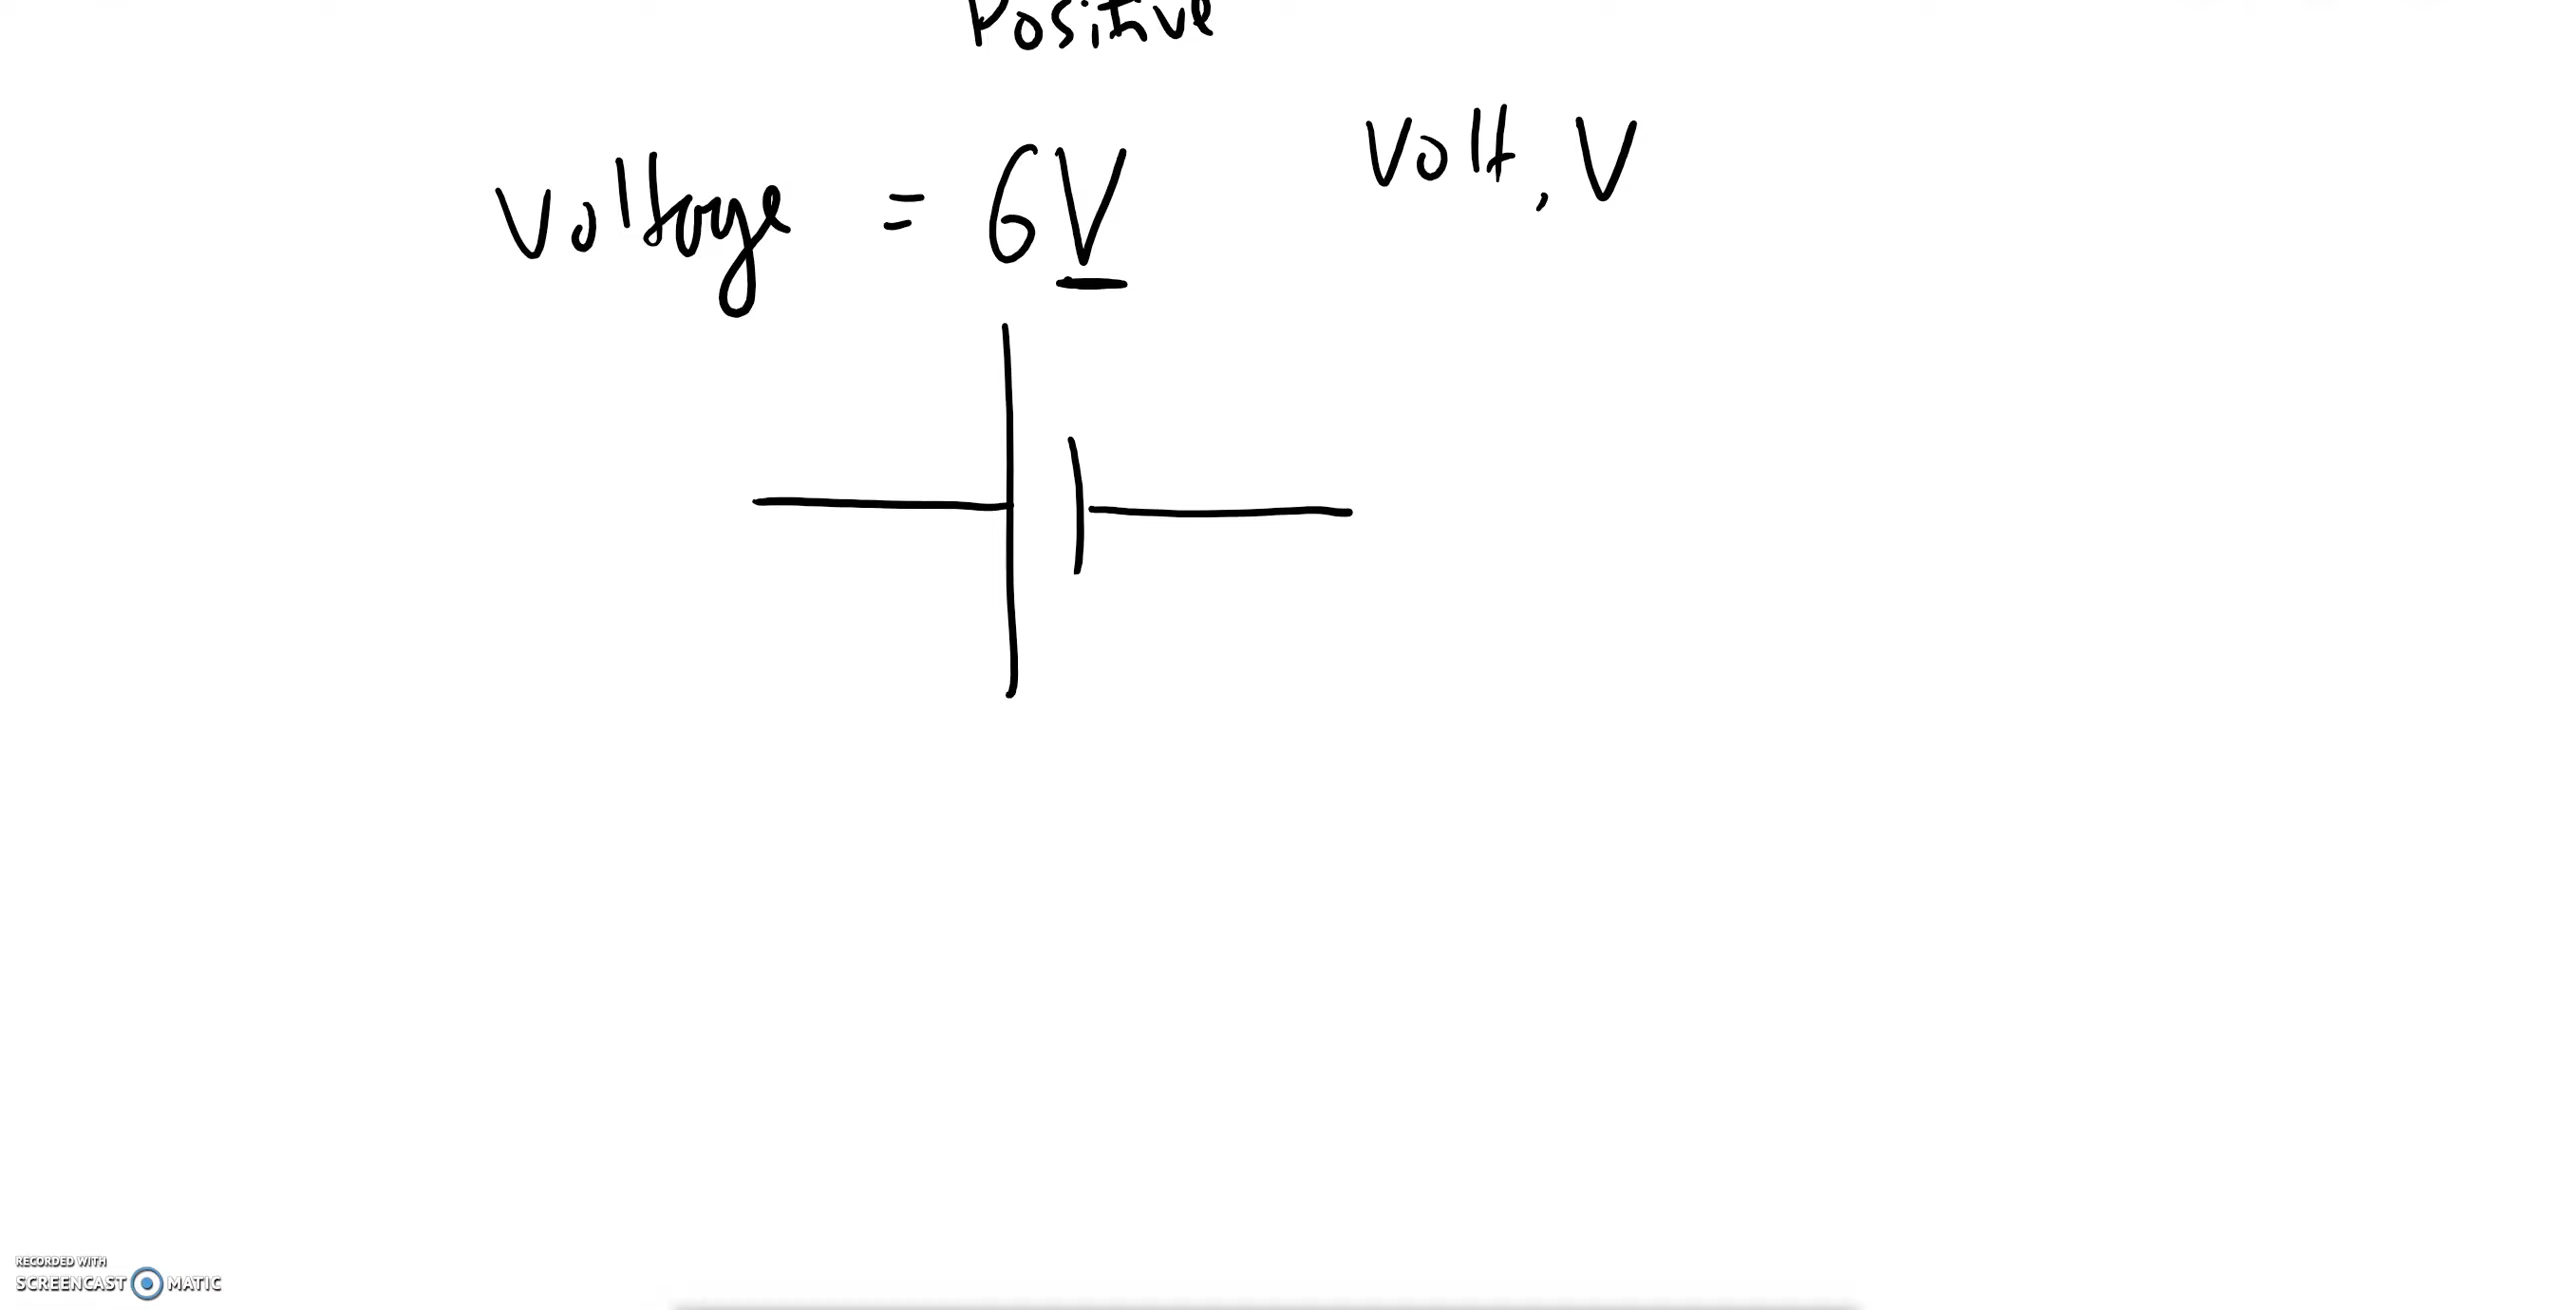 Positive
Volt, V
Voltage = 6V
RECORDED WITH
SCREENCAST MATIC